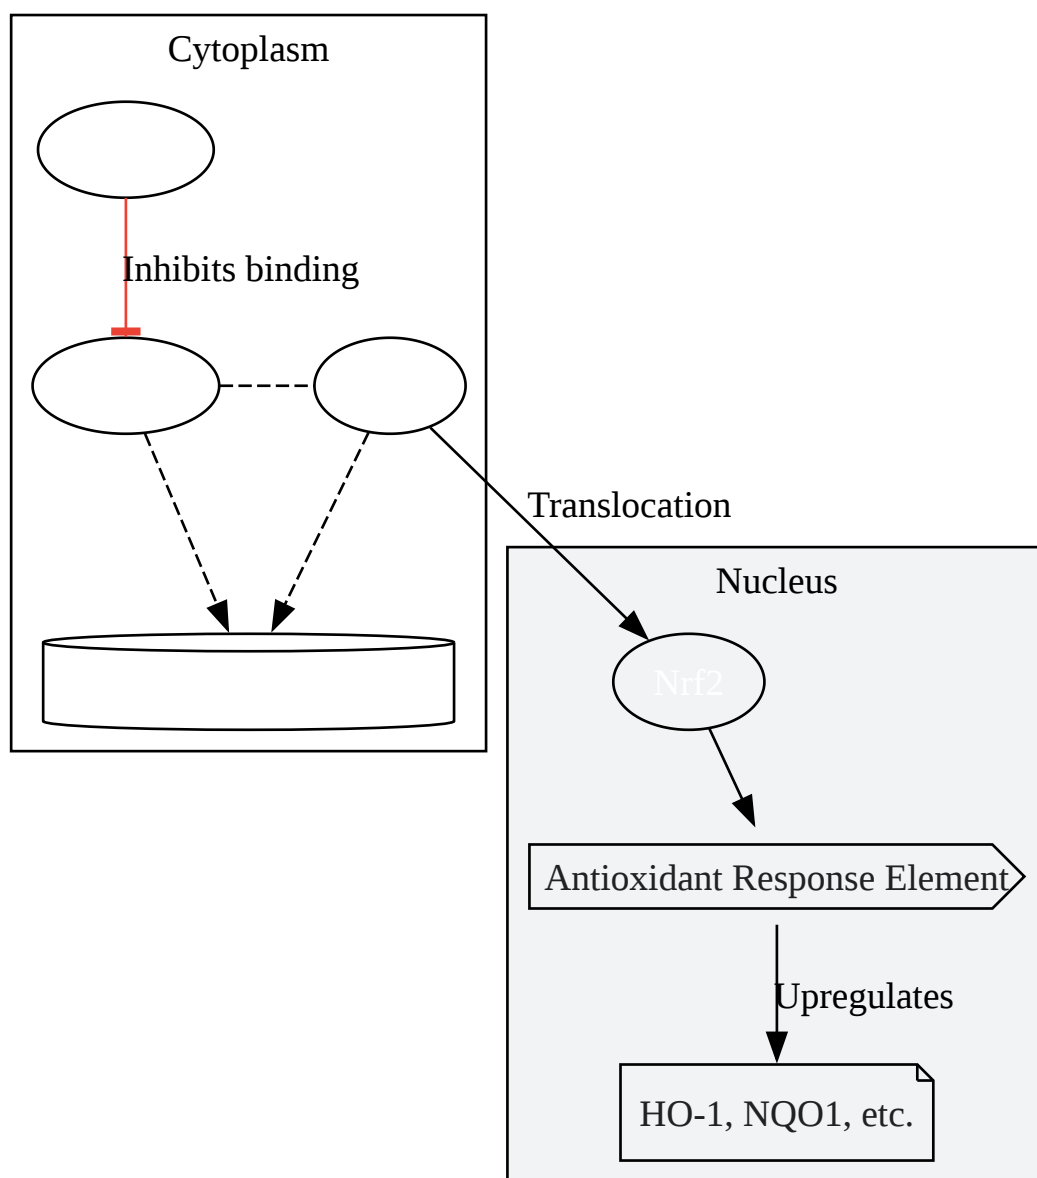 Cytoplasm
Inhibits binding
Translocation
Nucleus
Nrf2
Antioxidant Response Element
Upregulates
HO-1, NQO1, etc.